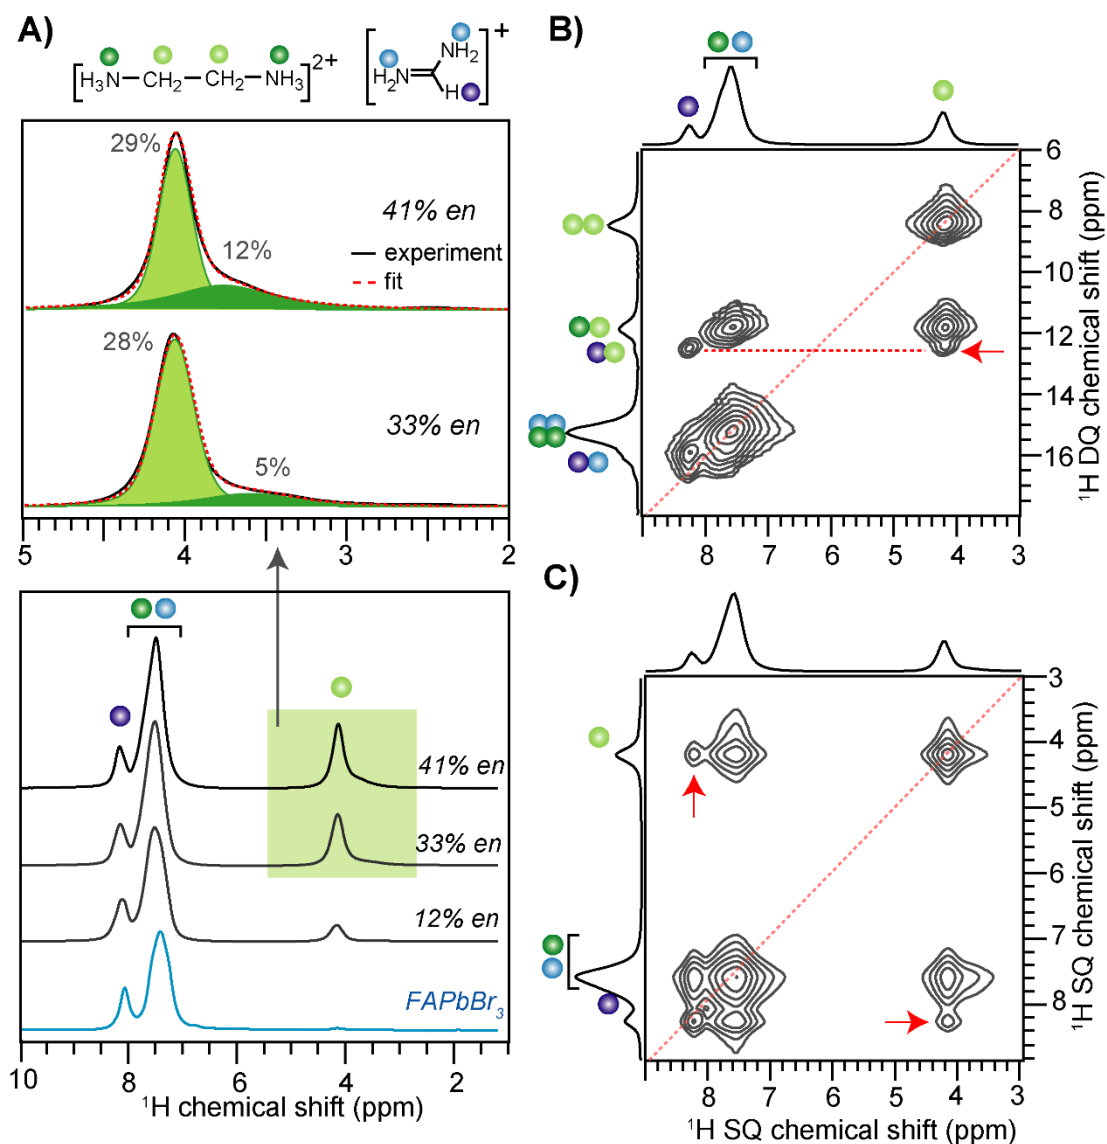 A)
[H₃N—CH₂—CH₂—NH₃]²⁺
[H₂N NH₂ H]⁺
29%
41% en
12%
experiment
fit
28%
33% en
5%
5 4 3 2
41% en
33% en
12% en
FAPbBr₃
10 8 6 4 2
¹H chemical shift (ppm)
B)
6
8
10
12
14
16
¹H DQ chemical shift (ppm)
8 7 6 5 4 3
C)
3
4
5
6
7
8
¹H SQ chemical shift (ppm)
8 7 6 5 4 3
¹H SQ chemical shift (ppm)